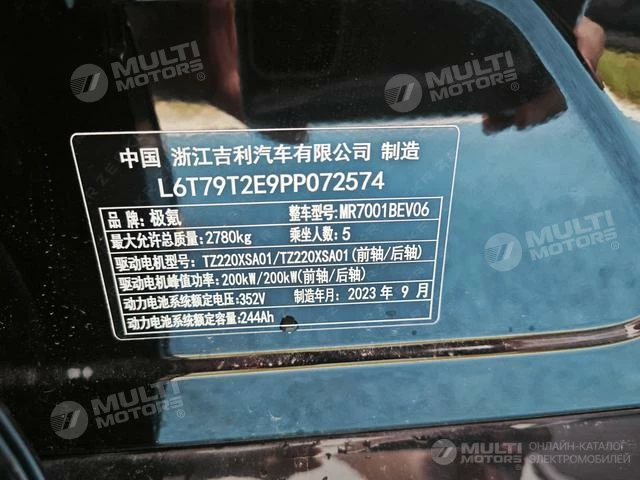 MULTI
MOTORS
MULTI
MOTORS
中国 浙江吉利汽车有限公司 制造
L6T79T2E9PP072574
品牌:极氪 整车型号:MR7001BEV06
最大允许总质量:2780kg 乘坐人数:5
驱动电机型号:TZ220XSA01/TZ220XSA01(前轴/后轴)
驱动电机峰值功率:200kW/200kW(前轴/后轴)
动力电池系统额定电压:352V 制造年月:2023 年 9 月
动力电池系统额定容量:244Ah
MULTI
MOTORS
MULTI
MOTORS
MULTI
MOTORS
ОНЛАЙН-КАТАЛОГ
ЭЛЕКТРОМОБИЛЕЙ